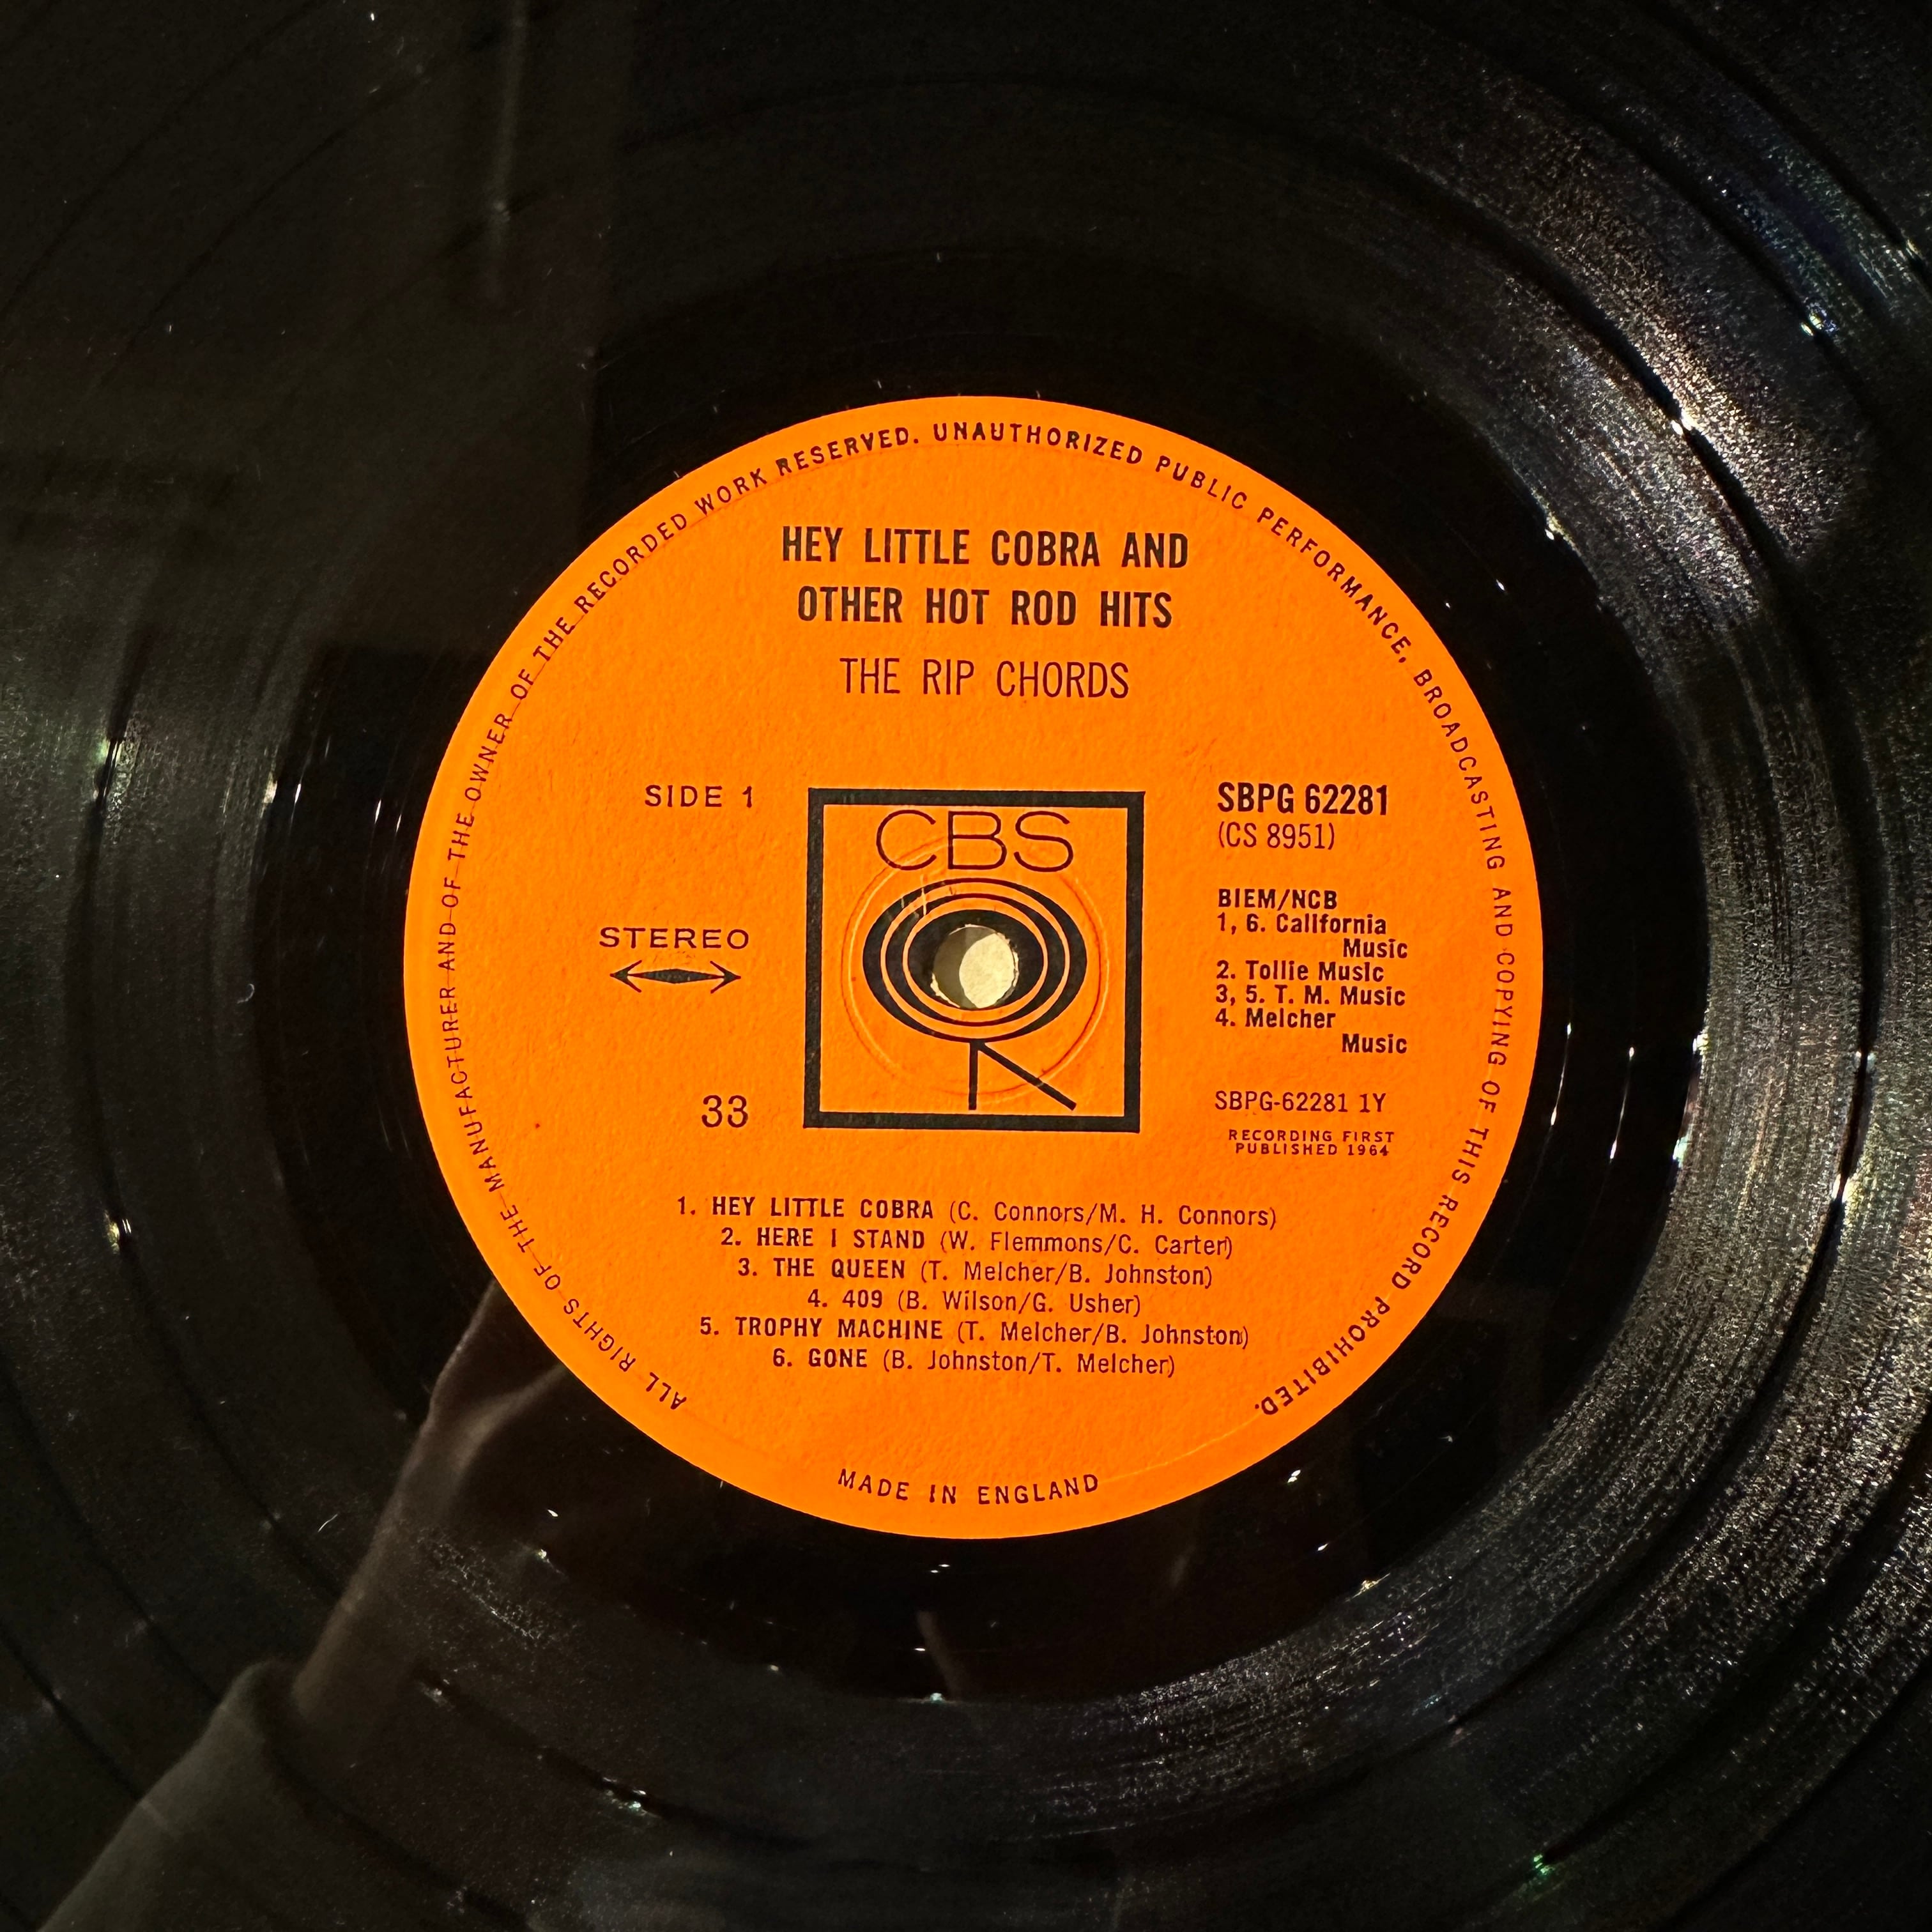 ALL RIGHTS OF THE MANUFACTURER AND OF THE OWNER OF THE RECORDED WORK RESERVED. UNAUTHORIZED PUBLIC PERFORMANCE, BROADCASTING AND COPYING OF THIS RECORD PROHIBITED.
HEY LITTLE COBRA AND
OTHER HOT ROD HITS
THE RIP CHORDS
SIDE 1
STEREO
33
CBS
SBPG 62281
(CS 8951)
BIEM/NCB
1, 6. California
Music
2. Tollie Music
3, 5. T. M. Music
4. Melcher
Music
SBPG-62281 1Y
RECORDING FIRST
PUBLISHED 1964
1. HEY LITTLE COBRA (C. Connors/M. H. Connors)
2. HERE I STAND (W. Flemmons/C. Carter)
3. THE QUEEN (T. Melcher/B. Johnston)
4. 409 (B. Wilson/G. Usher)
5. TROPHY MACHINE (T. Melcher/B. Johnston)
6. GONE (B. Johnston/T. Melcher)
MADE IN ENGLAND